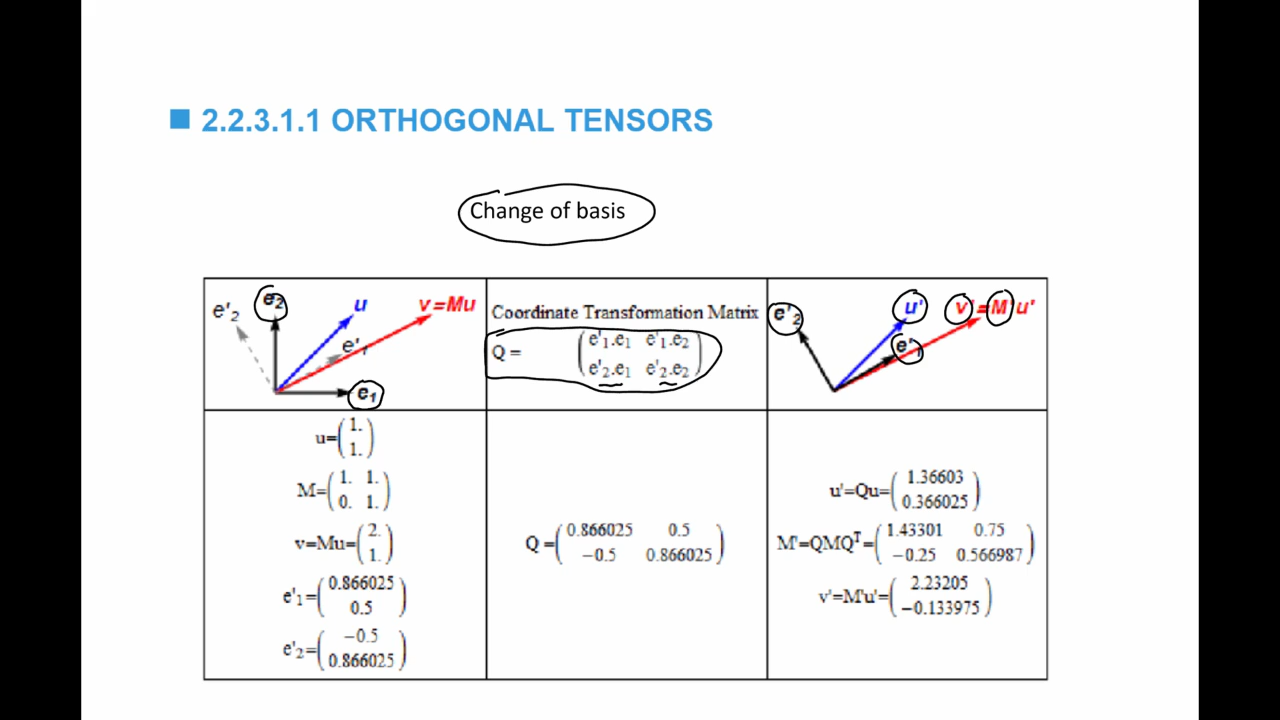 2.2.3.1.1 ORTHOGONAL TENSORS
Change of basis
e'2 e2 u v=Mu
e'1
e1
Coordinate Transformation Matrix
Q = ( e'1.e1 e'1.e2
e'2.e1 e'2.e2 )
e'2 u' v'=M'u'
e'1
u=( 1.
1. )
M=( 1. 1.
0. 1. )
v=Mu=( 2.
1. )
e'1=( 0.866025
0.5 )
e'2=( −0.5
0.866025 )
Q =( 0.866025 0.5
−0.5 0.866025 )
u'=Qu=( 1.36603
0.366025 )
M'=QMQᵀ=( 1.43301 0.75
−0.25 0.566987 )
v'=M'u'=( 2.23205
−0.133975 )